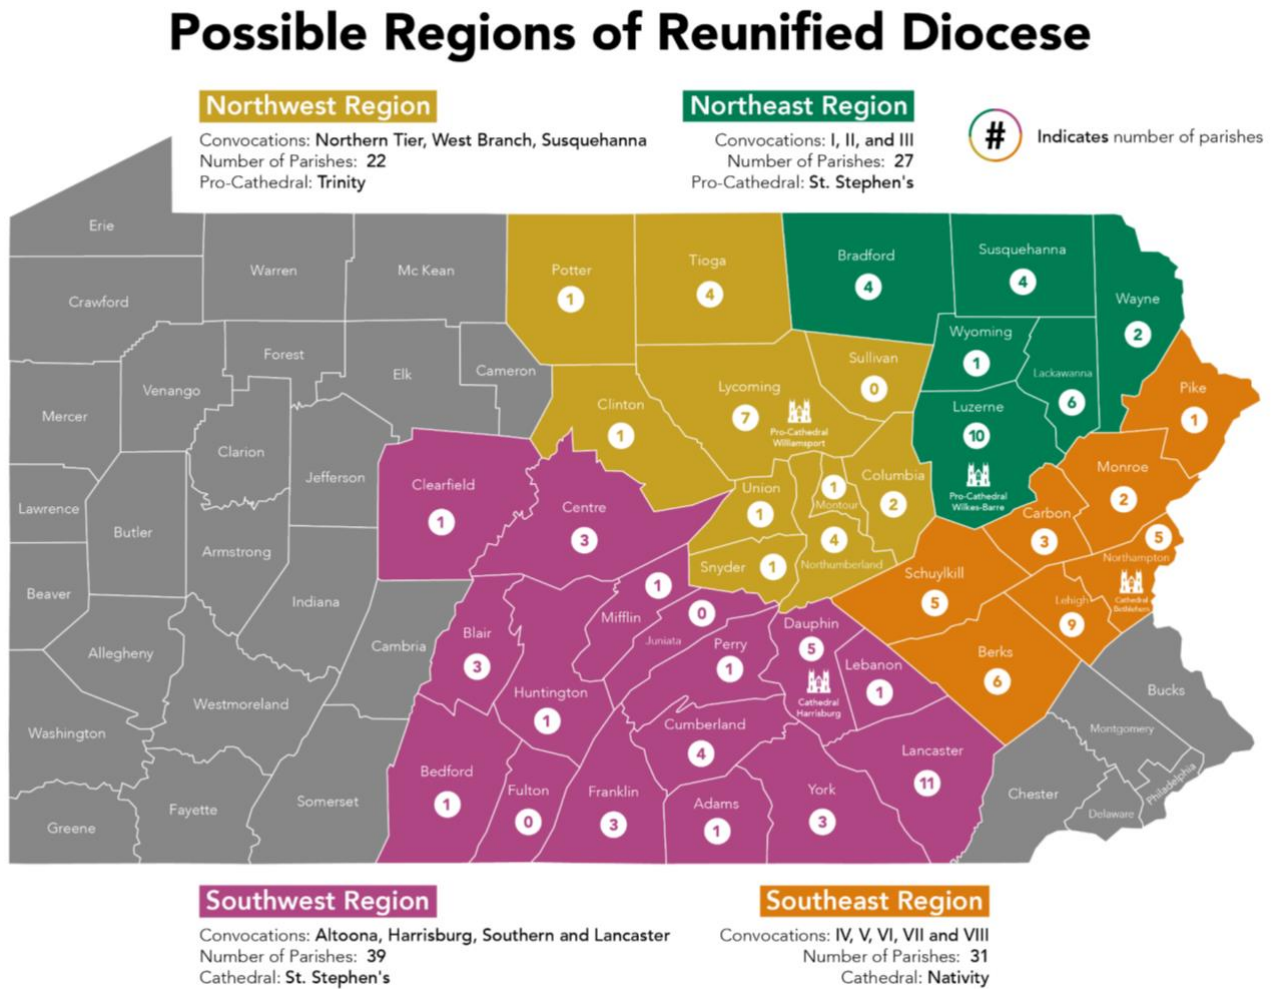 Possible Regions of Reunified Diocese
Northwest Region
Convocations: Northern Tier, West Branch, Susquehanna
Number of Parishes: 22
Pro-Cathedral: Trinity
Northeast Region
Convocations: I, II, and III
Number of Parishes: 27
Pro-Cathedral: St. Stephen's
#
Indicates number of parishes
Erie
Warren
Mc Kean
Crawford
Potter
1
Tioga
4
Bradford
4
Susquehanna
4
Wayne
2
Forest
Elk
Cameron
Venango
Mercer
Clarion
Jefferson
Clinton
1
Lycoming
7
Pro-Cathedral
Williamsport
Sullivan
0
Wyoming
1
Lackawanna
6
Luzerne
10
Pro-Cathedral
Wilkes-Barre
Pike
1
Lawrence
Butler
Armstrong
Clearfield
1
Centre
3
Union
1
1
Montour
Columbia
2
Monroe
2
Carbon
3
5
Northampton
Cathedral
Bethlehem
Beaver
Indiana
Snyder
1
4
Northumberland
Schuylkill
5
Lehigh
9
Allegheny
Cambria
Blair
3
1
Mifflin
0
Juniata
Perry
1
Dauphin
5
Cathedral
Harrisburg
Lebanon
1
Berks
6
Bucks
Washington
Westmoreland
Huntington
1
Cumberland
4
Lancaster
11
Montgomery
Philadelphia
Greene
Fayette
Somerset
Bedford
1
Fulton
0
Franklin
3
Adams
1
York
3
Chester
Delaware
Southwest Region
Convocations: Altoona, Harrisburg, Southern and Lancaster
Number of Parishes: 39
Cathedral: St. Stephen's
Southeast Region
Convocations: IV, V, VI, VII and VIII
Number of Parishes: 31
Cathedral: Nativity